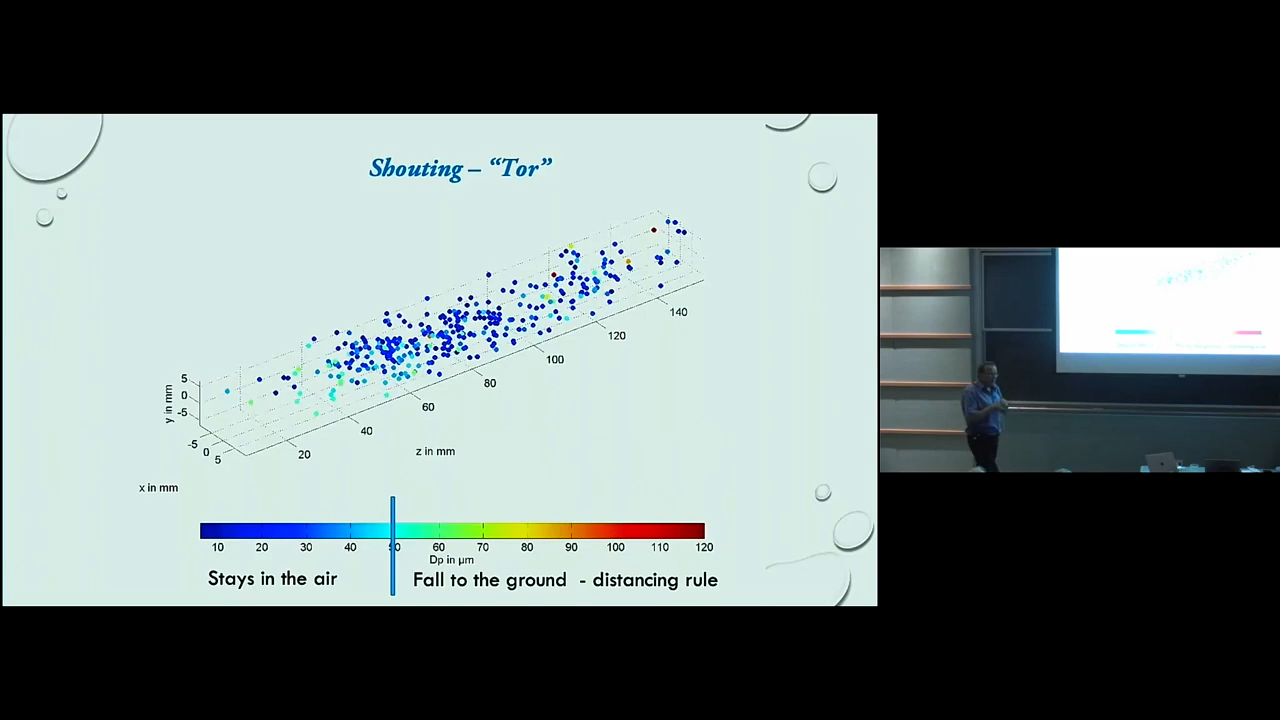 Shouting – “Tor”
5
0
-5
y in mm
-5
0
5
x in mm
20
40
60
80
100
120
140
z in mm
10 20 30 40 50 60 70 80 90 100 110 120
Dp in µm
Stays in the air
Fall to the ground - distancing rule